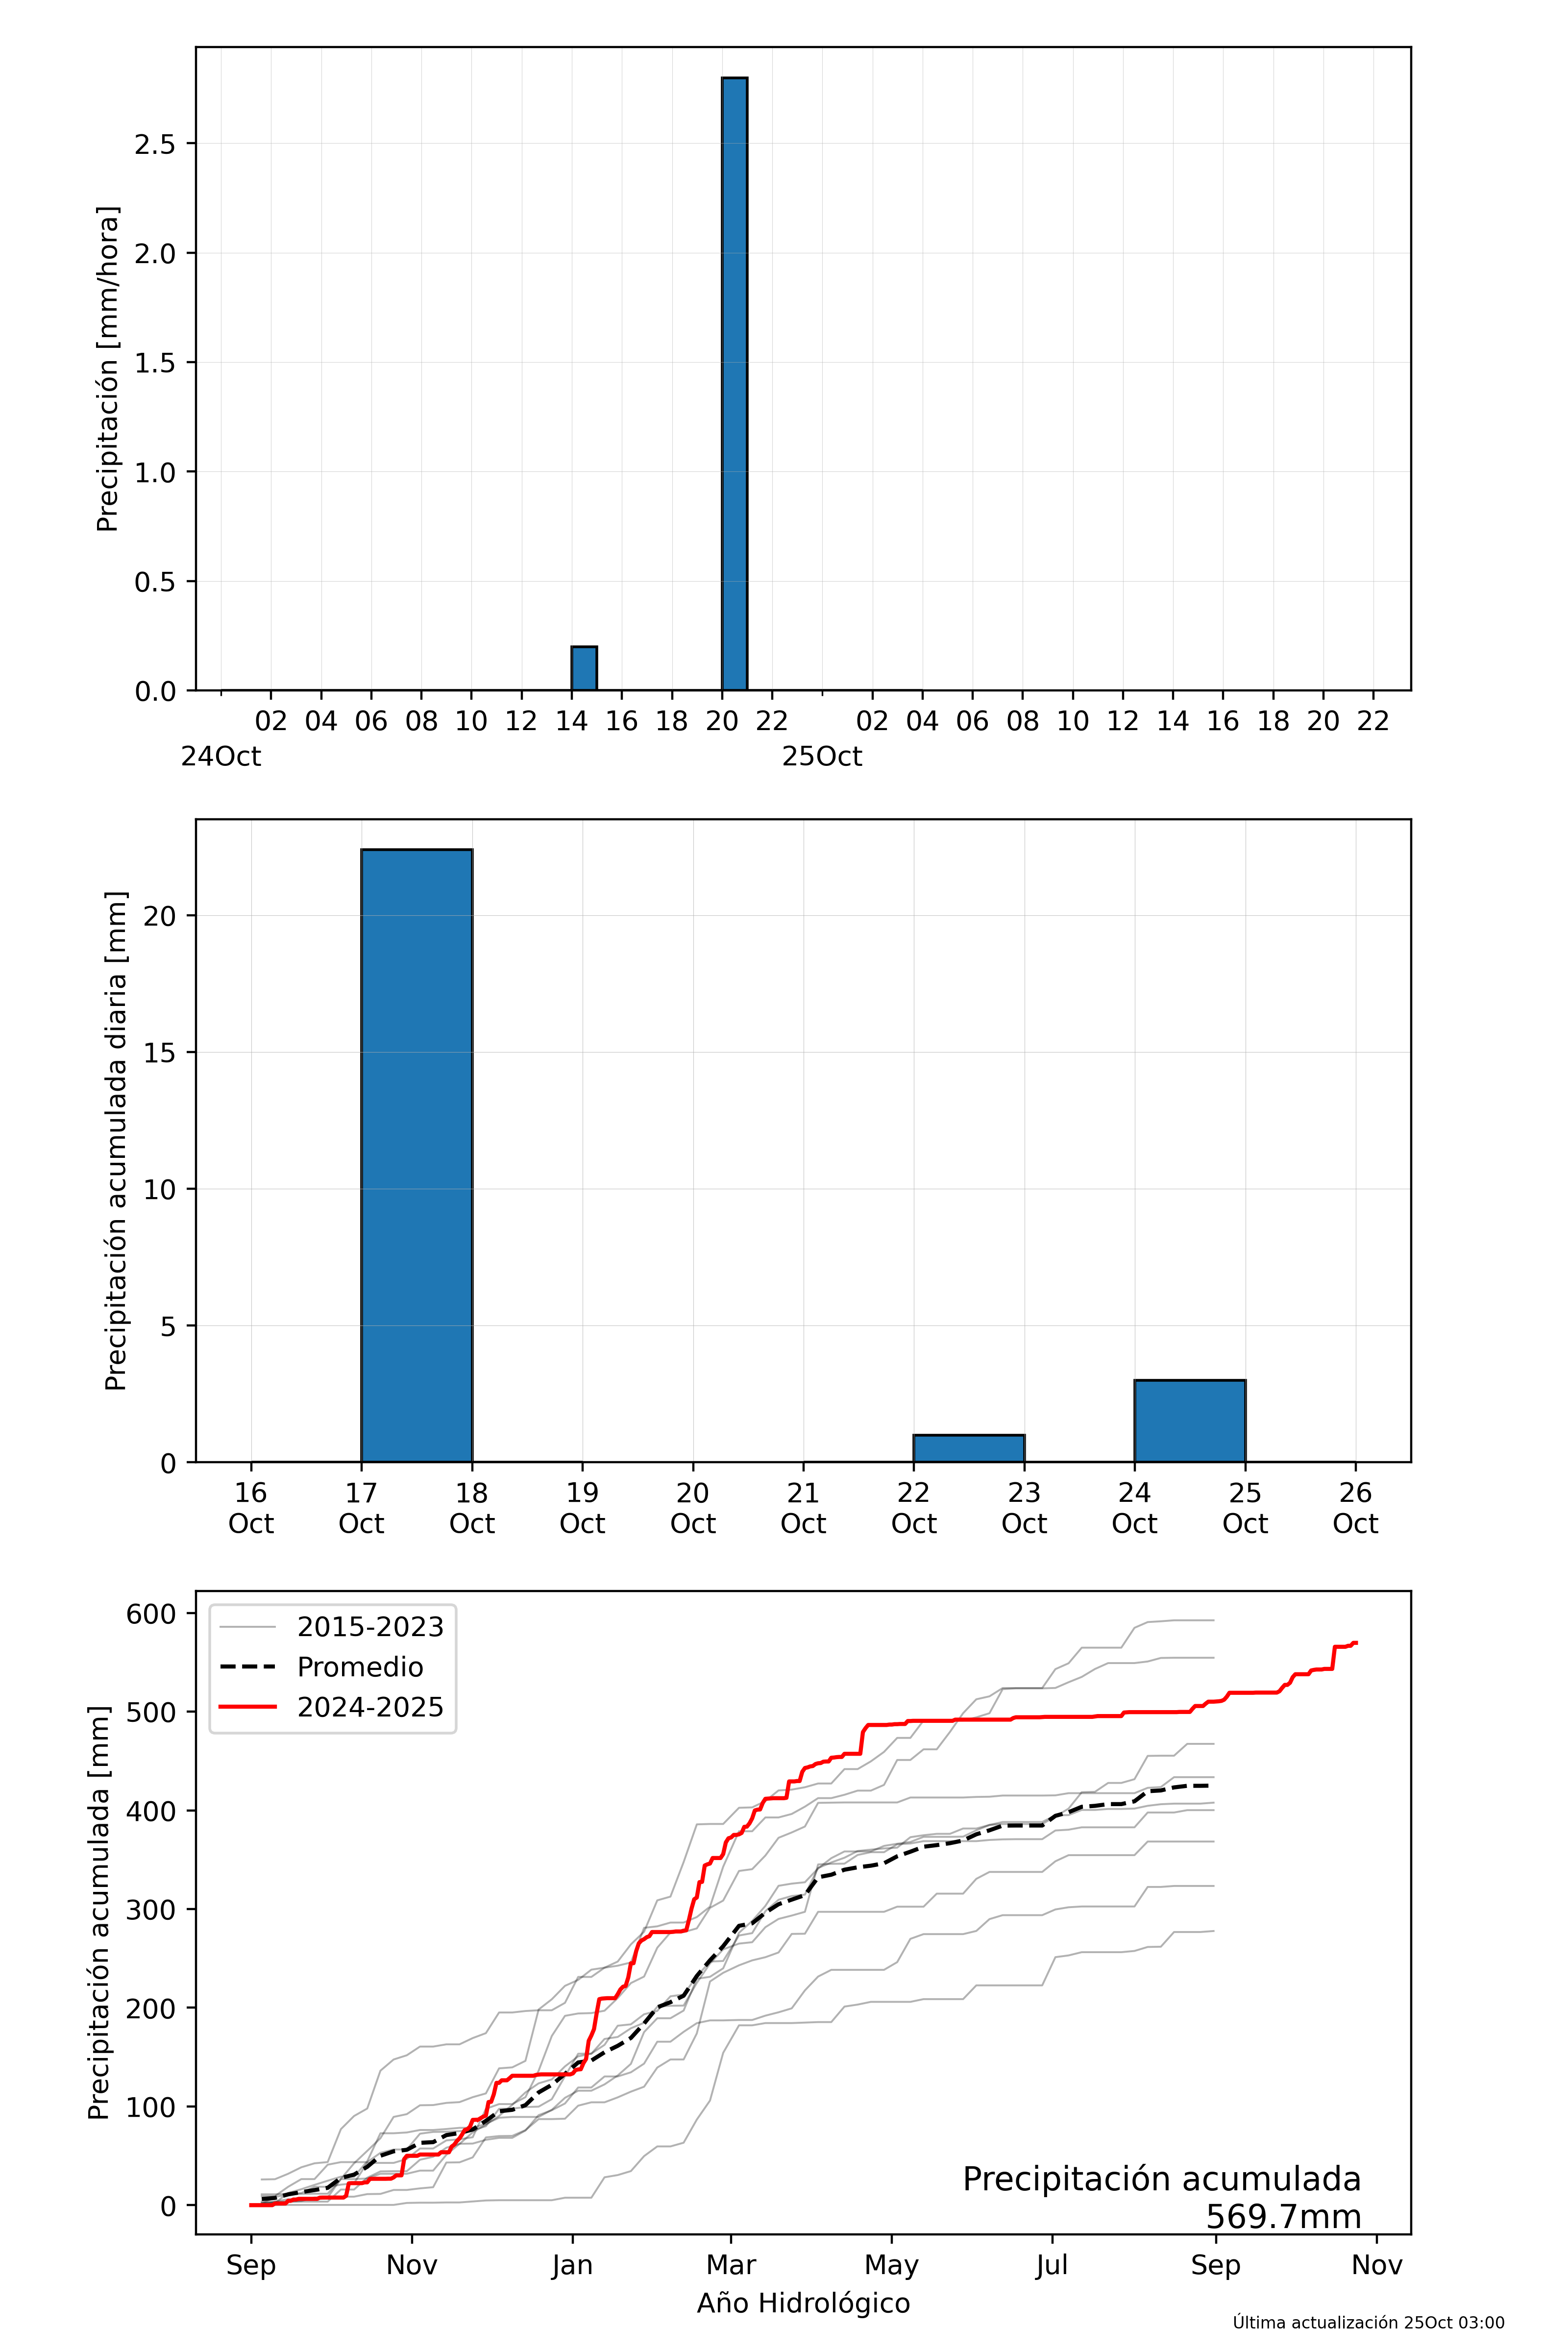 Precipitación [mm/hora]
2.5
2.0
1.5
1.0
0.5
0.0
02 04 06 08 10 12 14 16 18 20 22 02 04 06 08 10 12 14 16 18 20 22
24Oct 25Oct
Precipitación acumulada diaria [mm]
20
15
10
5
0
16 17 18 19 20 21 22 23 24 25 26
Oct Oct Oct Oct Oct Oct Oct Oct Oct Oct Oct
Precipitación acumulada [mm]
600
500
400
300
200
100
0
2015-2023
Promedio
2024-2025
Precipitación acumulada
569.7mm
Sep Nov Jan Mar May Jul Sep Nov
Año Hidrológico
Última actualización 25Oct 03:00